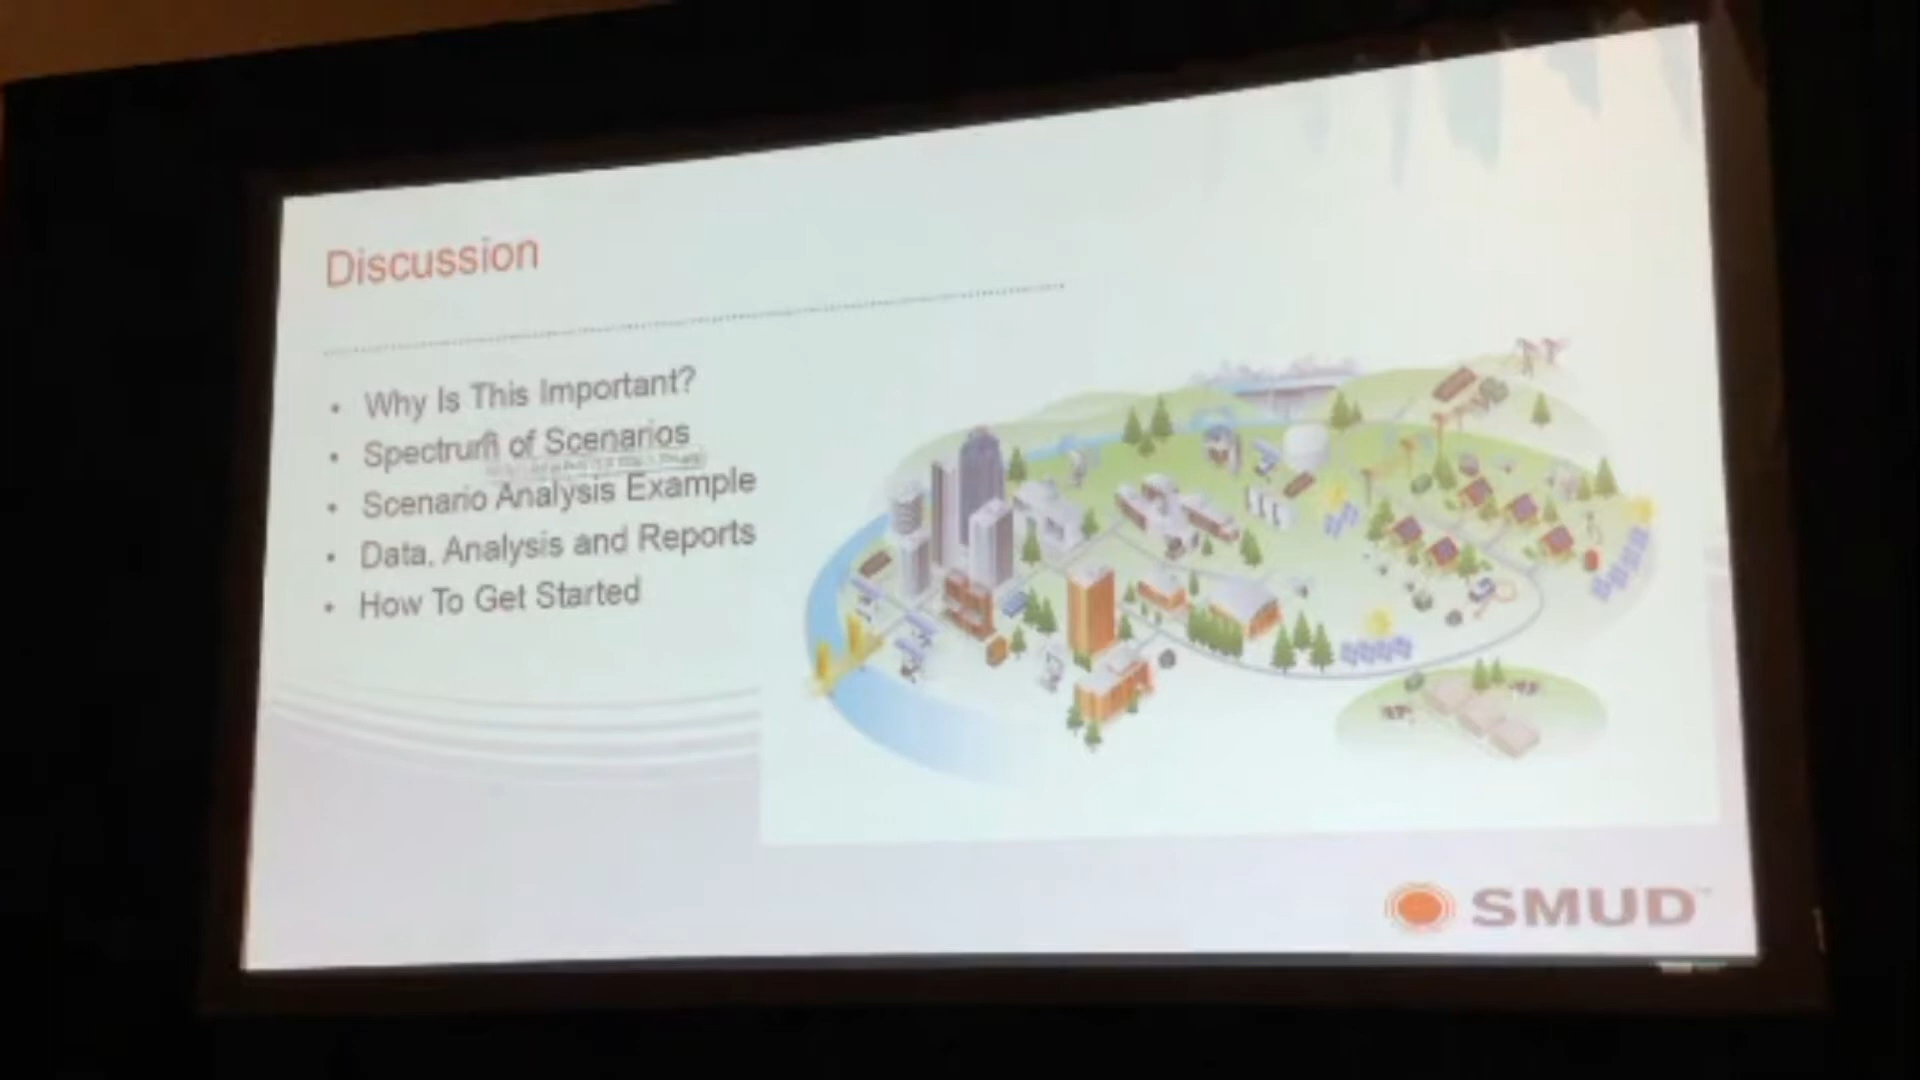 Discussion
• Why Is This Important?
• Spectrum of Scenarios
• Scenario Analysis Example
• Data, Analysis and Reports
• How To Get Started
SMUD™